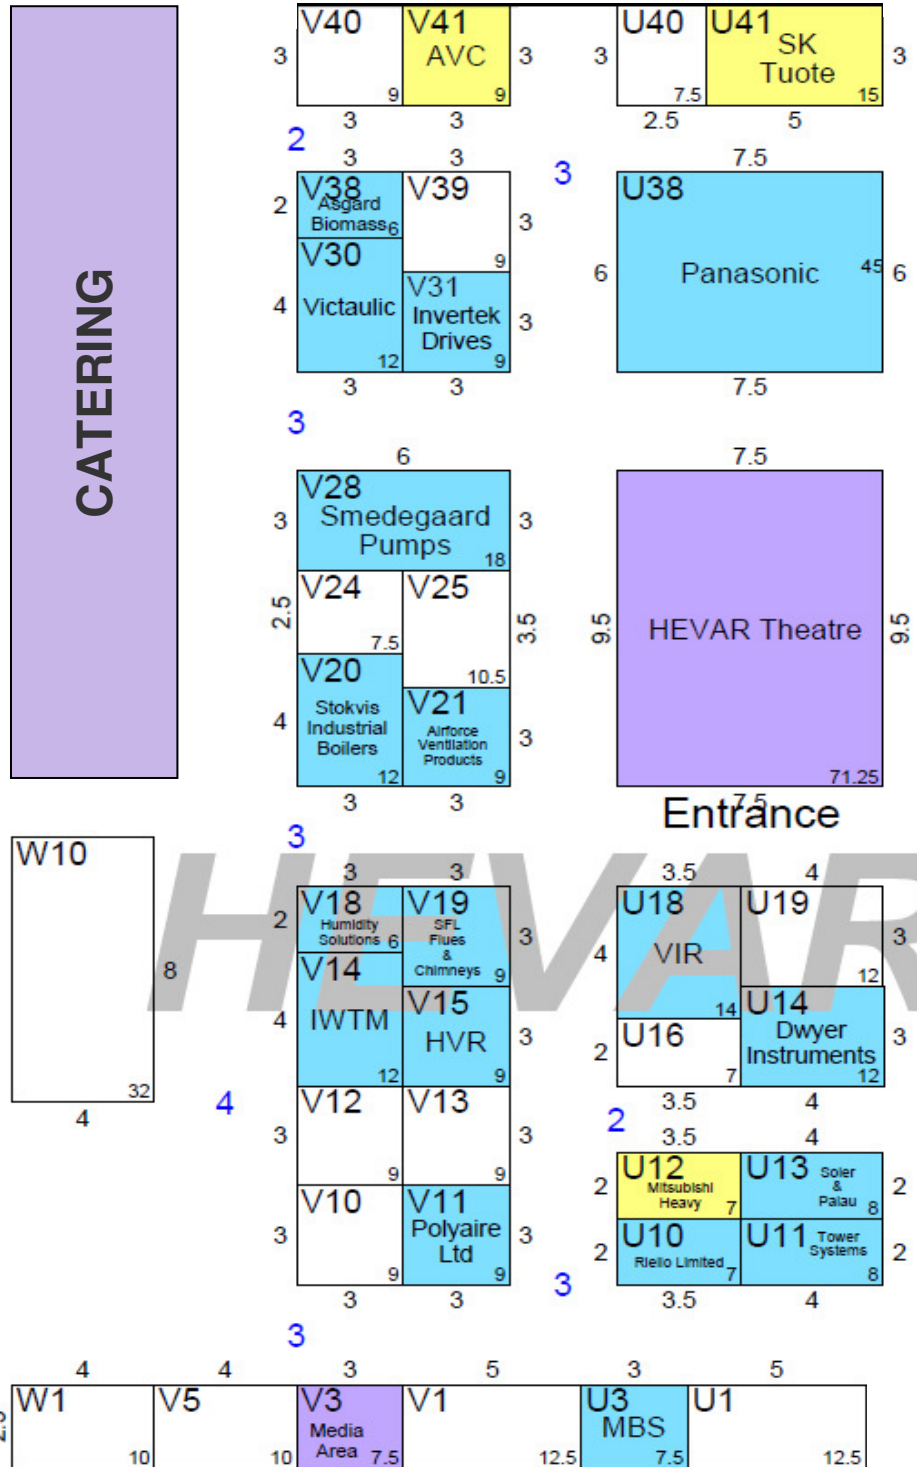 V40 V41 U40 U41
3 AVC 3 3 SK Tuote 3
9 9 7.5 15
3 3 2.5 5
2
3 3 3 7.5
V38 V39 U38
2 Asgard
Biomass 6 3
V30 9
V31 6 Panasonic 45 6
4 Victaulic Invertek 3
Drives
12 9
3 3 7.5
3
6 7.5
V28
3 Smedegaard 3
Pumps 18
V24 V25
2.5 3.5 9.5 HEVAR Theatre 9.5
7.5
V20 10.5
Stokvis V21
4 Industrial Airforce 3
Boilers Ventilation
Products
12 9 71.25
3 3 7.5
Entrance
3
CATERING
W10
8
32
4
HEVAR
3 3 3.5 4
V18 V19 U18 U19
2 Humidity SFL 3
Solutions 6 Flues 4 VIR 3
&
Chimneys 9 12
V14 14
V15 U14
4 IWTM HVR 3 U16 Dwyer 3
2 Instruments
12 9 7 12
4
V12 V13 3.5 4
2
3 3 3.5 4
9 9 U12 U13
2 Mitsubishi Soler 2
Heavy &
7 Palau 8
V10 V11 U10 U11
3 Polyaire 3 2 Riello Limited Tower 2
Ltd Systems
9 9 7 8
3 3 3 3.5 4
3
4 4 3 5 3 5
W1 V5 V3 V1 U3 U1
2.5 Media MBS
Area
10 10 7.5 12.5 7.5 12.5